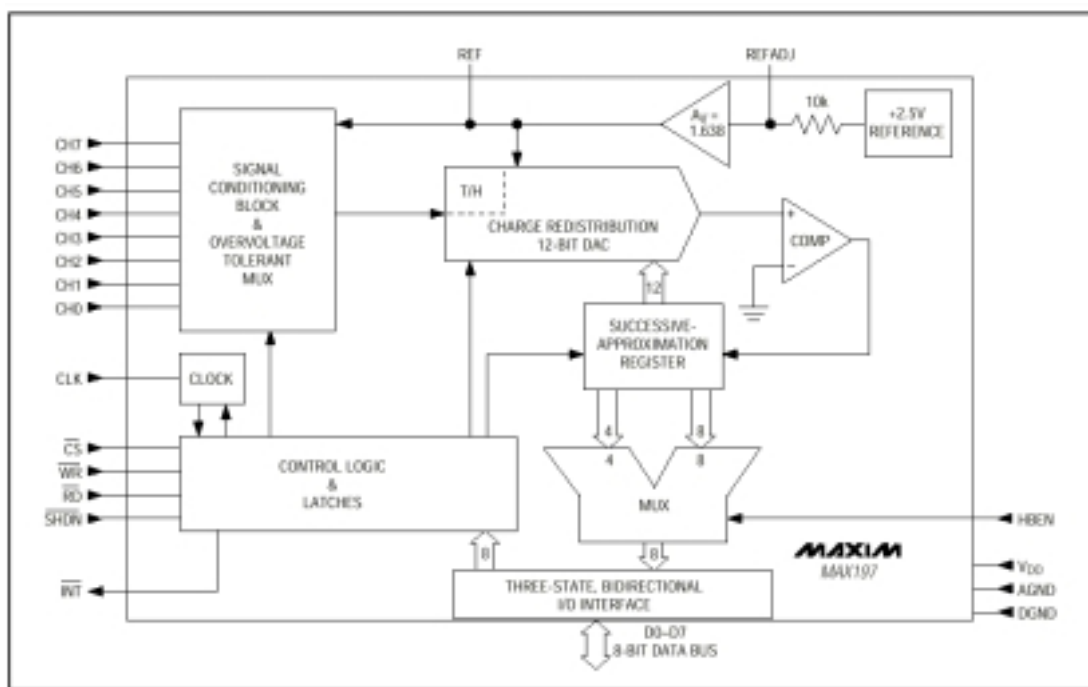 REF
REFADJ
10k
+2.5V
REFERENCE
AV =
1.638
CH7
CH6
CH5
CH4
CH3
CH2
CH1
CH0
SIGNAL
CONDITIONING
BLOCK
&
OVERVOLTAGE
TOLERANT
MUX
T/H
CHARGE REDISTRIBUTION
12-BIT DAC
+
COMP
−
12
SUCCESSIVE-
APPROXIMATION
REGISTER
CLK
CLOCK
4
8
4
8
MUX
CS
WR
RD
SHDN
CONTROL LOGIC
&
LATCHES
HBEN
INT
8
8
MAXIM
MAX197
VDD
AGND
DGND
THREE-STATE, BIDIRECTIONAL
I/O INTERFACE
D0–D7
8-BIT DATA BUS